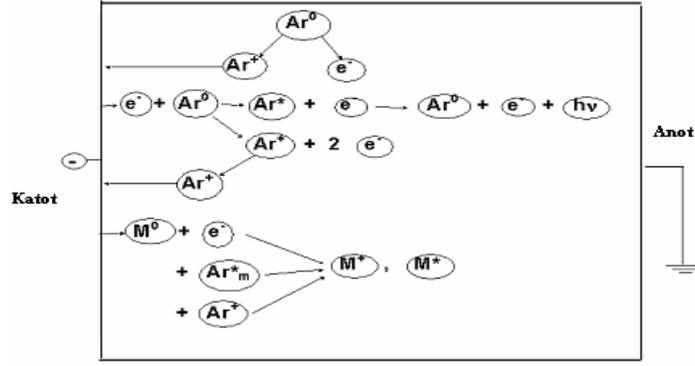 Ar⁰
Ar⁺ e⁻
e⁻ + Ar⁰ Ar* + e⁻ Ar⁰ + e⁻ + hν
Anot
Ar⁺ + 2 e⁻
-
Ar⁺
Katot
M⁰ + e⁻
M⁺ , M*
+ Ar*ₘ
+ Ar⁺